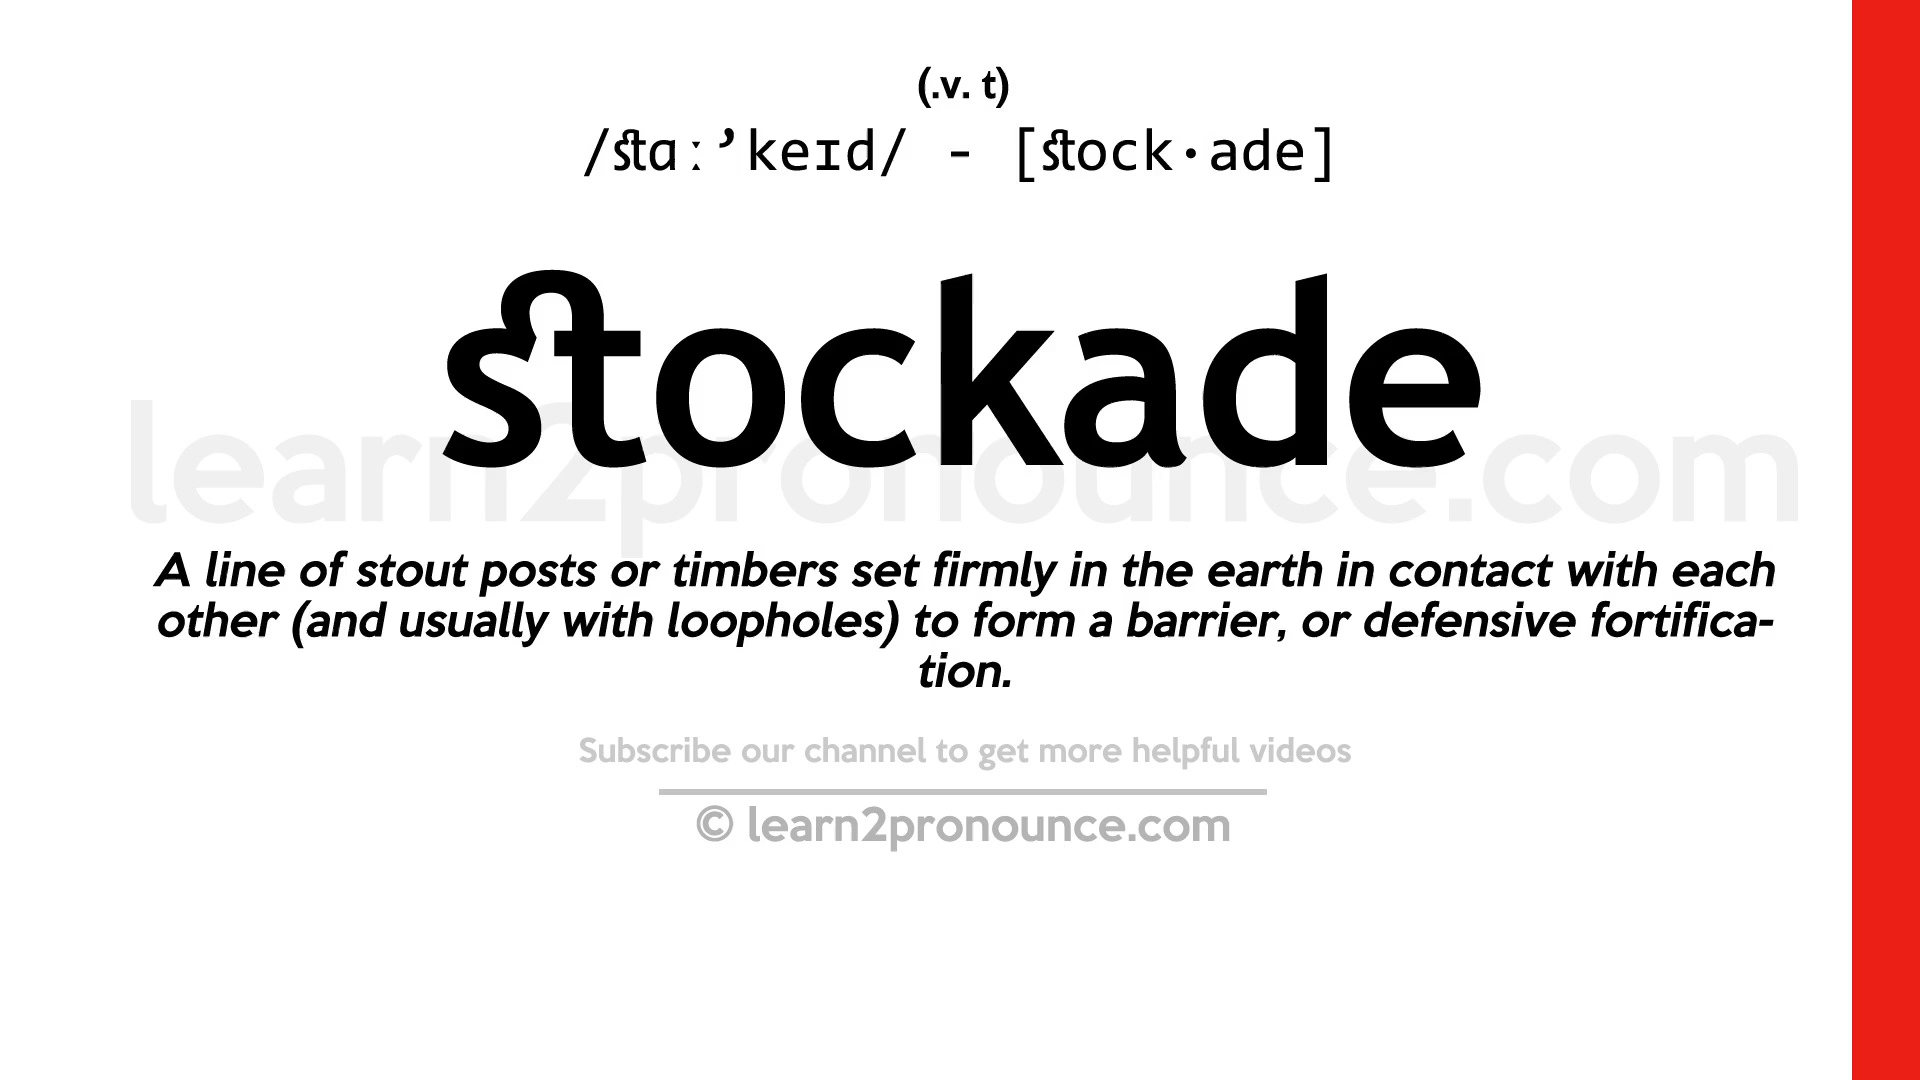 (.v. t)
/stɑː’keɪd/ - [stock·ade]
stockade
learn2pronounce.com
A line of stout posts or timbers set firmly in the earth in contact with each
other (and usually with loopholes) to form a barrier, or defensive fortifica-
tion.
Subscribe our channel to get more helpful videos
© learn2pronounce.com